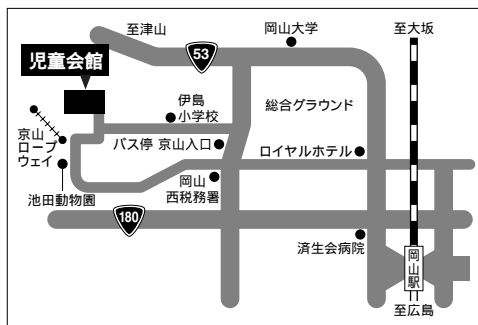 至津山
岡山大学
至大坂
53
児童会館
伊島
小学校
総合グラウンド
京山
ロープ
ウェイ
バス停 京山入口
ロイヤルホテル
岡山
西税務署
池田動物園
180
済生会病院
岡山駅
至広島